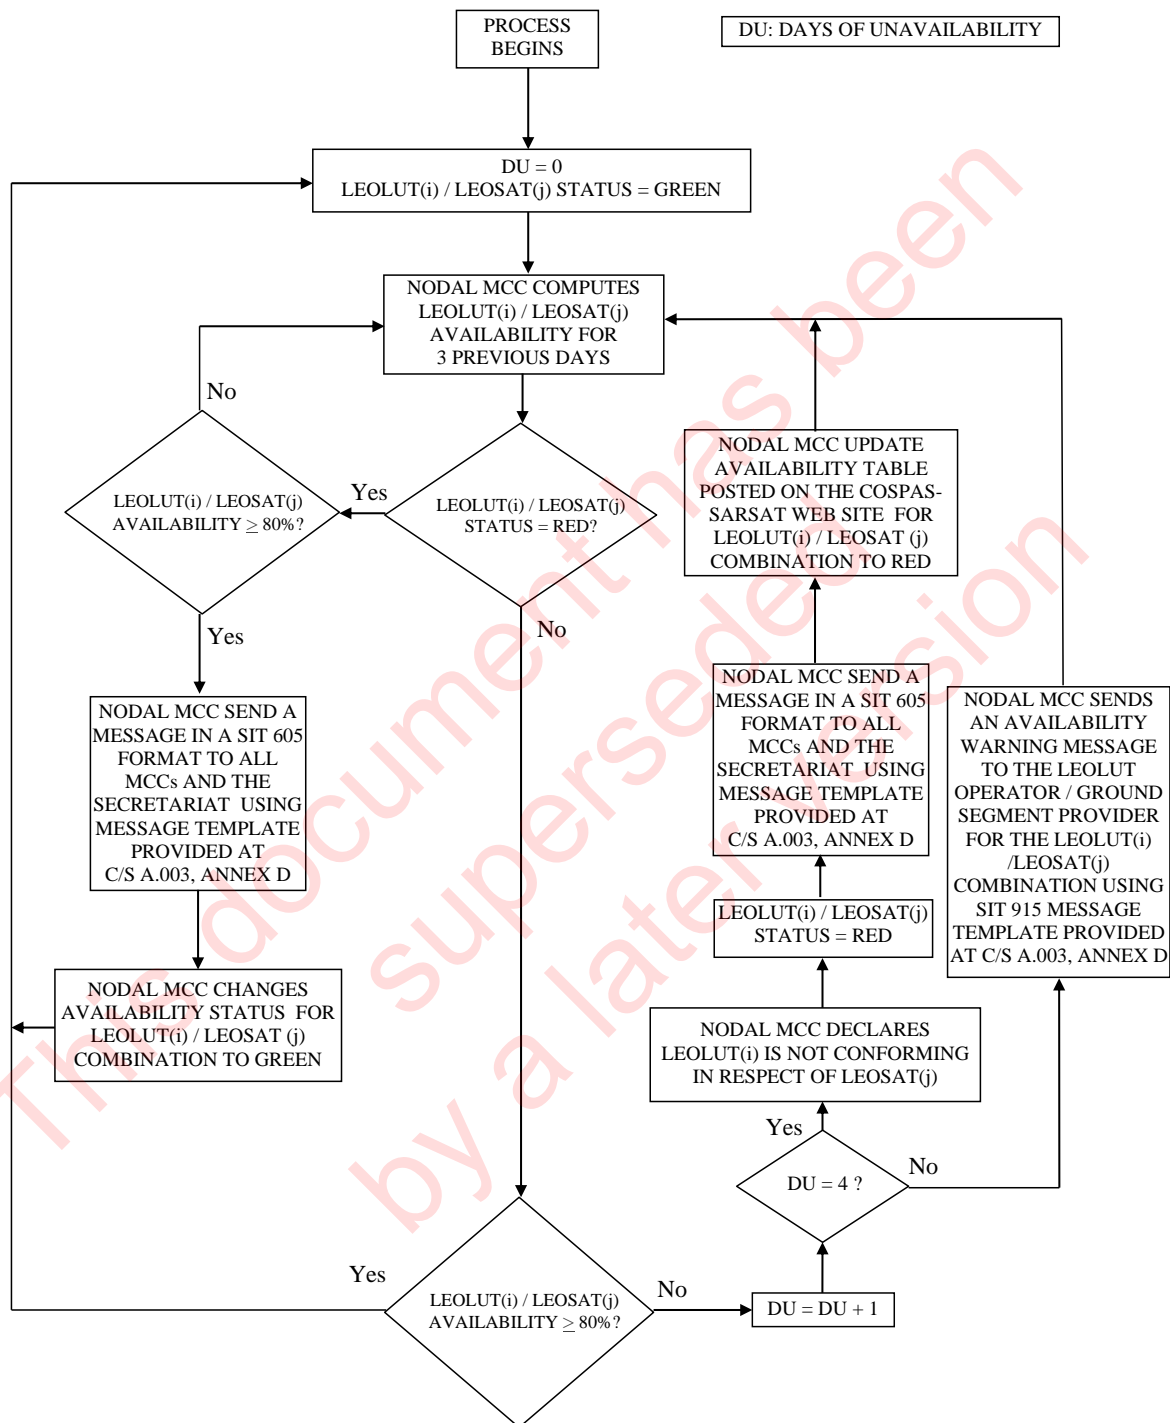 PROCESS
BEGINS
DU: DAYS OF UNAVAILABILITY
DU = 0
LEOLUT(i) / LEOSAT(j) STATUS = GREEN
NODAL MCC COMPUTES
LEOLUT(i) / LEOSAT(j)
AVAILABILITY FOR
3 PREVIOUS DAYS
No
LEOLUT(i) / LEOSAT(j)
AVAILABILITY ≥ 80%?
Yes
LEOLUT(i) / LEOSAT(j)
STATUS = RED?
NODAL MCC UPDATE
AVAILABILITY TABLE
POSTED ON THE COSPAS-
SARSAT WEB SITE FOR
LEOLUT(i) / LEOSAT (j)
COMBINATION TO RED
Yes
No
NODAL MCC SEND A
MESSAGE IN A SIT 605
FORMAT TO ALL
MCCs AND THE
SECRETARIAT USING
MESSAGE TEMPLATE
PROVIDED AT
C/S A.003, ANNEX D
NODAL MCC SEND A
MESSAGE IN A SIT 605
FORMAT TO ALL
MCCs AND THE
SECRETARIAT USING
MESSAGE TEMPLATE
PROVIDED AT
C/S A.003, ANNEX D
NODAL MCC SENDS
AN AVAILABILITY
WARNING MESSAGE
TO THE LEOLUT
OPERATOR / GROUND
SEGMENT PROVIDER
FOR THE LEOLUT(i)
/LEOSAT(j)
COMBINATION USING
SIT 915 MESSAGE
TEMPLATE PROVIDED
AT C/S A.003, ANNEX D
LEOLUT(i) / LEOSAT(j)
STATUS = RED
NODAL MCC CHANGES
AVAILABILITY STATUS FOR
LEOLUT(i) / LEOSAT (j)
COMBINATION TO GREEN
NODAL MCC DECLARES
LEOLUT(i) IS NOT CONFORMING
IN RESPECT OF LEOSAT(j)
Yes
DU = 4 ?
No
Yes
LEOLUT(i) / LEOSAT(j)
AVAILABILITY ≥ 80%?
No
DU = DU + 1
This document has been
superseded
by a later version